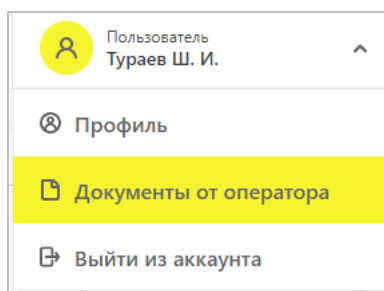 Пользователь
Тураев Ш. И.
Профиль
Документы от оператора
Выйти из аккаунта